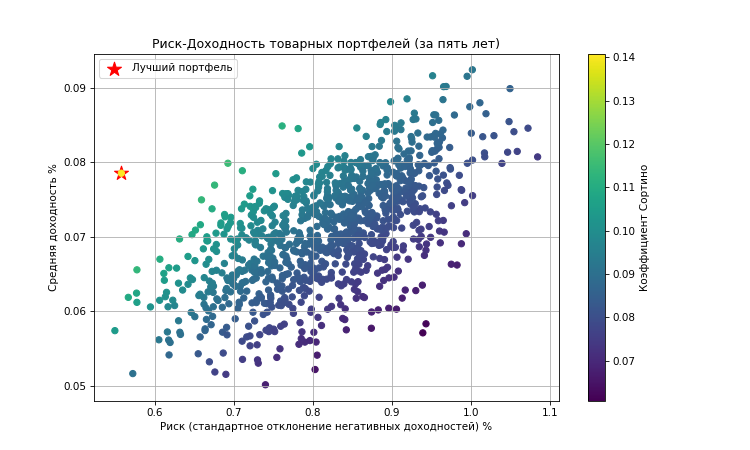 Риск-Доходность товарных портфелей (за пять лет)
Лучший портфель
Средняя доходность %
0.09
0.08
0.07
0.06
0.05
0.6 0.7 0.8 0.9 1.0 1.1
Риск (стандартное отклонение негативных доходностей) %
0.14
0.13
0.12
0.11
0.10
0.09
0.08
0.07
Коэффициент Сортино